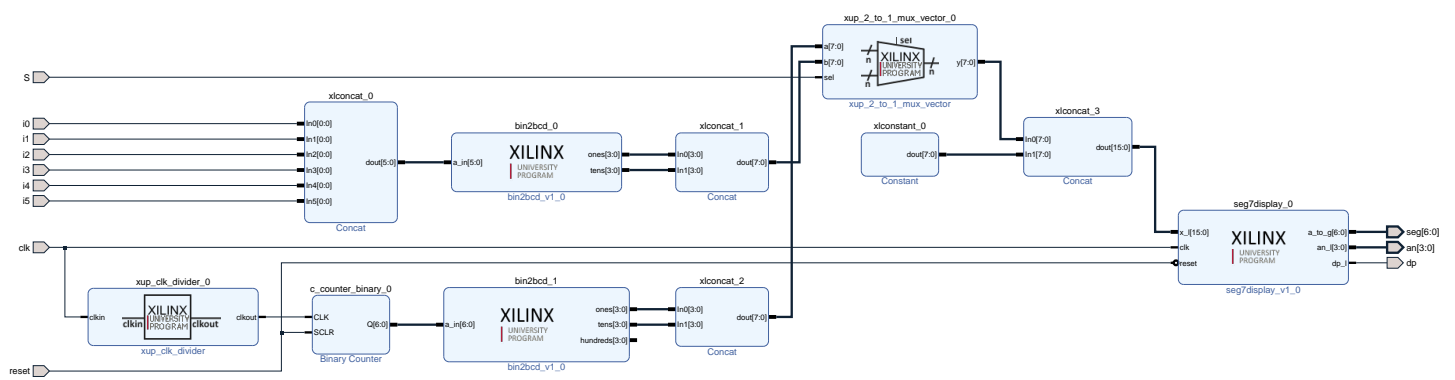 xup_2_to_1_mux_vector_0
sel
a[7:0]
b[7:0]
sel
n
n
n
XILINX
UNIVERSITY
PROGRAM
y[7:0]
xup_2_to_1_mux_vector
S
xlconcat_0
i0
i1
i2
i3
i4
i5
In0[0:0]
In1[0:0]
In2[0:0]
In3[0:0]
In4[0:0]
In5[0:0]
dout[5:0]
Concat
bin2bcd_0
a_in[5:0]
XILINX
UNIVERSITY
PROGRAM
ones[3:0]
tens[3:0]
bin2bcd_v1_0
xlconcat_1
In0[3:0]
In1[3:0]
dout[7:0]
Concat
xlconstant_0
dout[7:0]
Constant
xlconcat_3
In0[7:0]
In1[7:0]
dout[15:0]
Concat
seg7display_0
x_l[15:0]
clk
reset
XILINX
UNIVERSITY
PROGRAM
a_to_g[6:0]
an_l[3:0]
dp_l
seg7display_v1_0
seg[6:0]
an[3:0]
dp
clk
xup_clk_divider_0
clkin
clkin
XILINX
UNIVERSITY
PROGRAM
clkout
clkout
xup_clk_divider
c_counter_binary_0
CLK
SCLR
Q[6:0]
Binary Counter
bin2bcd_1
a_in[6:0]
XILINX
UNIVERSITY
PROGRAM
ones[3:0]
tens[3:0]
hundreds[3:0]
bin2bcd_v1_0
xlconcat_2
In0[3:0]
In1[3:0]
dout[7:0]
Concat
reset